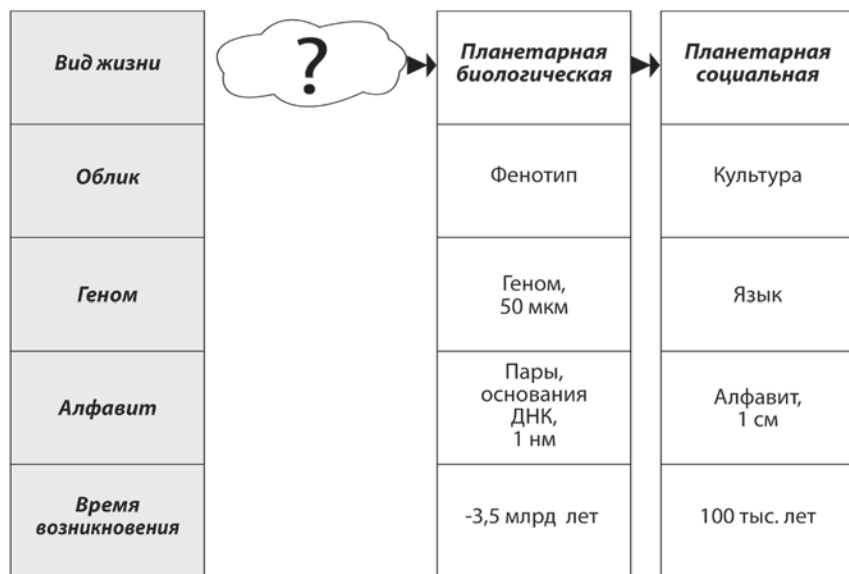 Вид жизни
?
Планетарная
биологическая
Планетарная
социальная
Облик
Фенотип
Культура
Геном
Геном,
50 мкм
Язык
Алфавит
Пары,
основания
ДНК,
1 нм
Алфавит,
1 см
Время
возникновения
-3,5 млрд лет
100 тыс. лет